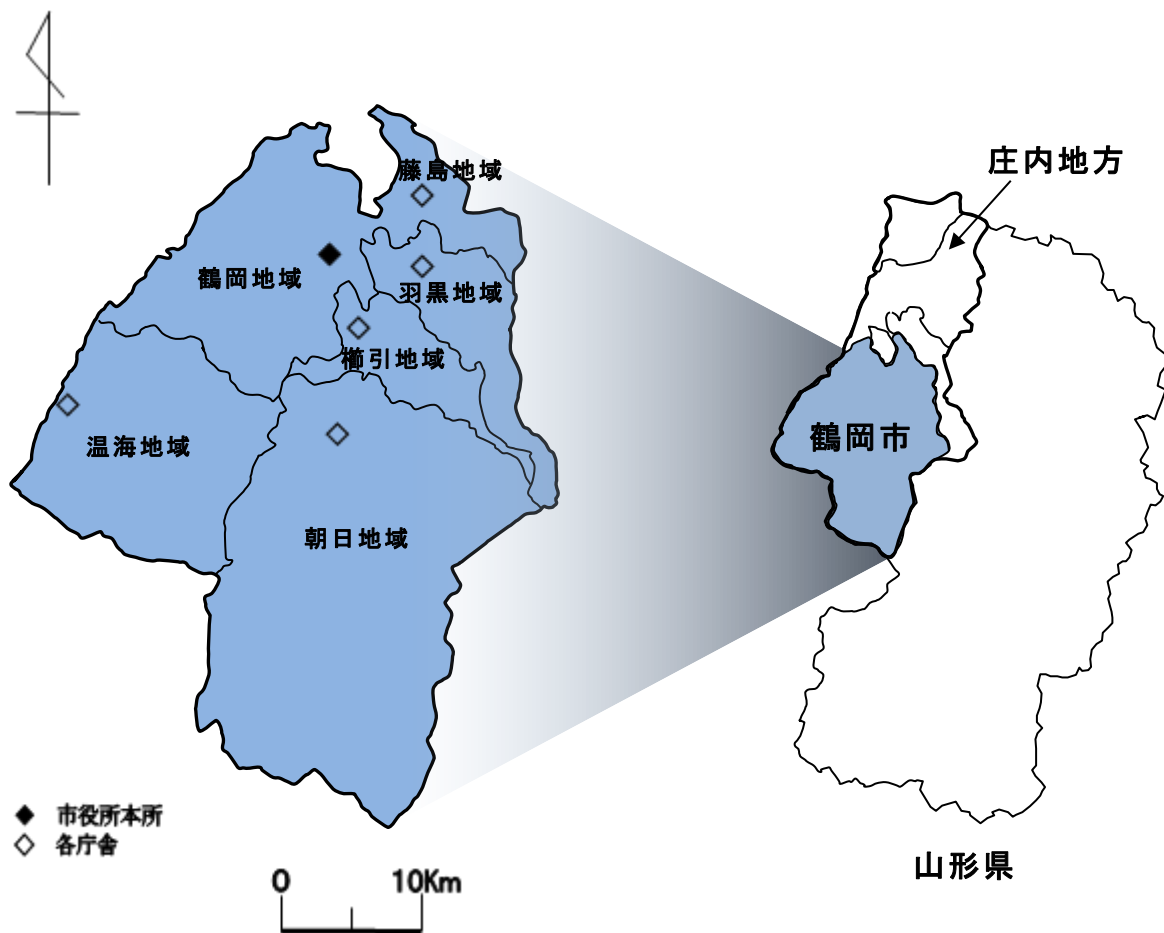 藤島地域
鶴岡地域
羽黒地域
櫛引地域
温海地域
朝日地域
市役所本所
各庁舎
0 10Km
庄内地方
鶴岡市
山形県